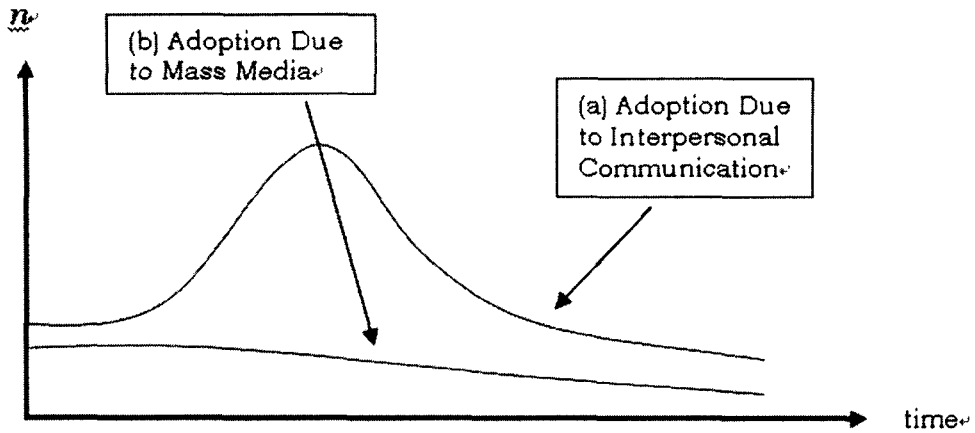 n
(b) Adoption Due
to Mass Media
(a) Adoption Due
to Interpersonal
Communication
time